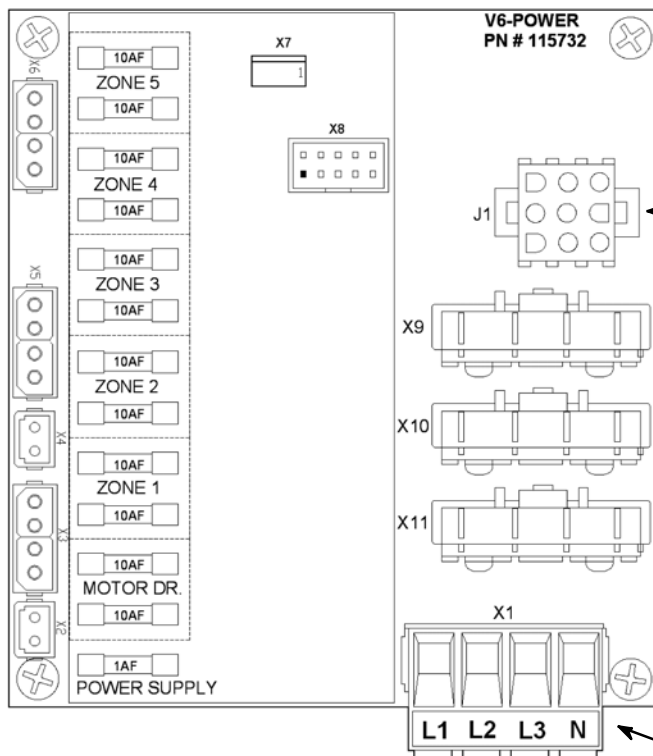 V6-POWER
PN # 115732
X7
1
X6
10AF
ZONE 5
10AF
X8
10AF
ZONE 4
10AF
J1
X5
10AF
ZONE 3
10AF
X9
10AF
ZONE 2
10AF
X10
X4
10AF
ZONE 1
10AF
X11
X3
10AF
MOTOR DR.
10AF
X2
X1
1AF
POWER SUPPLY
L1 L2 L3 N